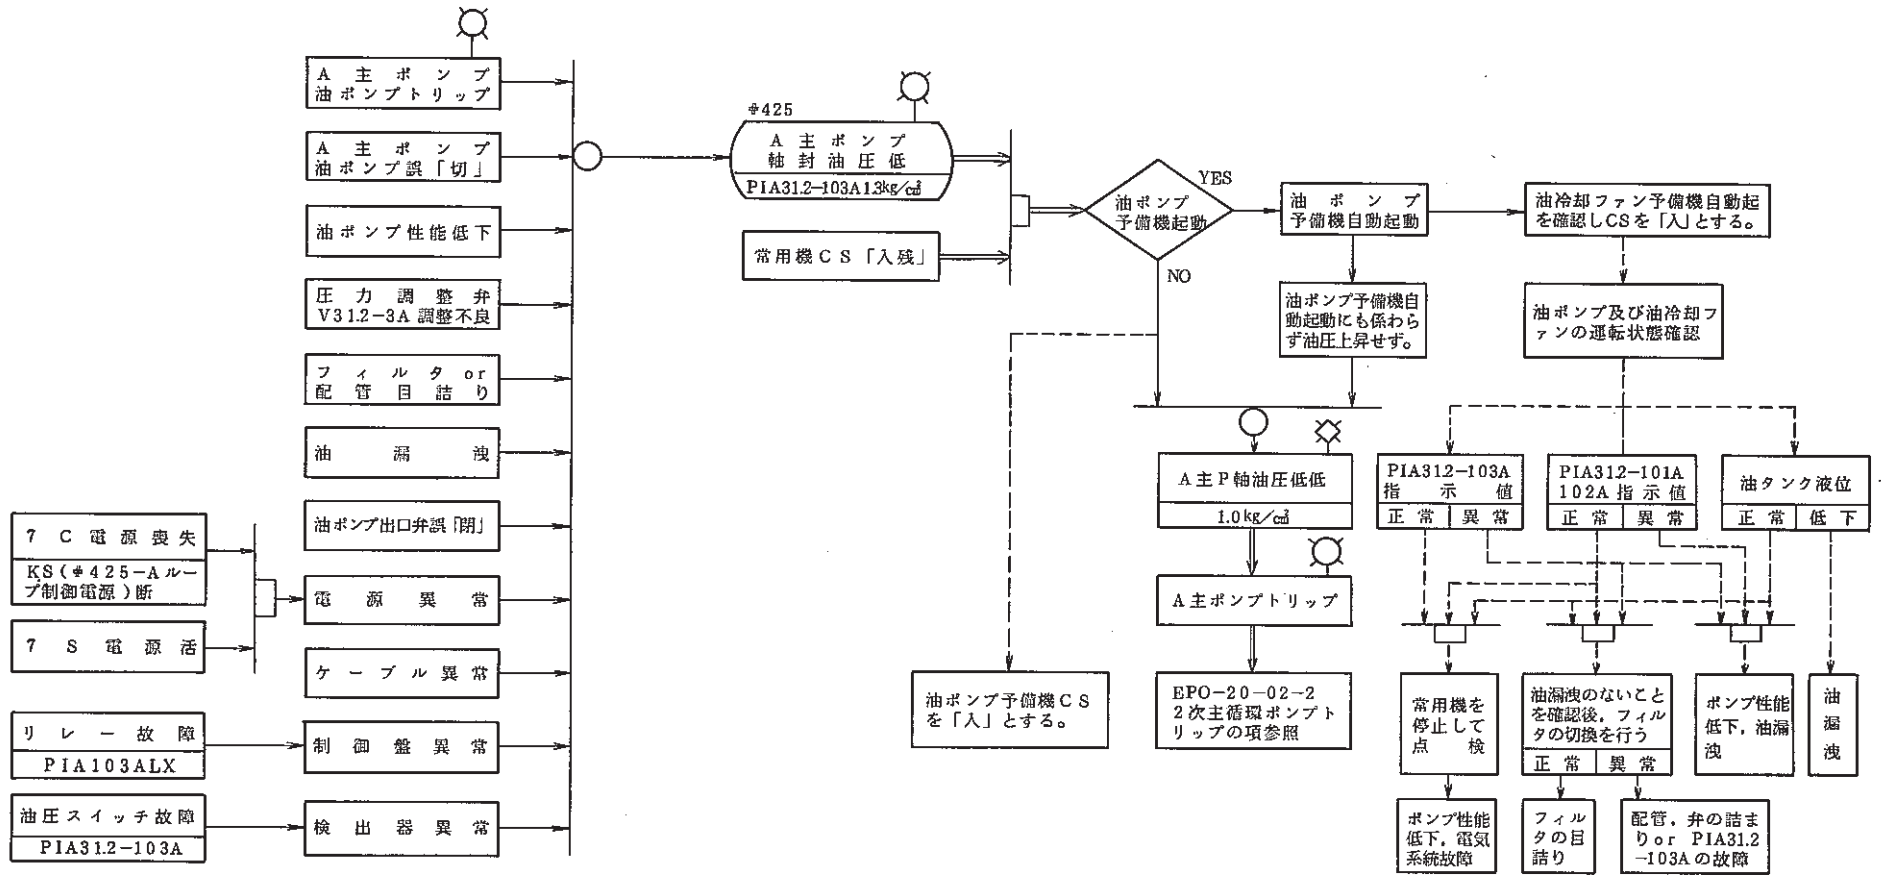 A主ポンプ
油ポンプトリップ
A主ポンプ
油ポンプ誤「切」
油ポンプ性能低下
圧力調整弁
V31.2-3A 調整不良
フィルタor
配管目詰り
油漏洩
油ポンプ出口弁誤「閉」
7C電源喪失
KS(#425-Aルー
プ制御電源)断
7S電源活
電源異常
ケーブル異常
リレー故障
PIA103ALX
制御盤異常
油圧スイッチ故障
PIA31.2-103A
検出器異常
#425
A主ポンプ
軸封油圧低
PIA31.2-103A1.3kg/c㎡
常用機CS「入残」
油ポンプ
予備機起動
YES
NO
油ポンプ
予備機自動起動
油冷却ファン予備機自動起動
を確認しCSを「入」とする。
油ポンプ予備機自
動起動にも係わら
ず油圧上昇せず。
油ポンプ及び油冷却フ
ァンの運転状態確認
A主P軸油圧低低
1.0kg/c㎡
A主ポンプトリップ
EPO-20-02-2
2次主循環ポンプト
リップの項参照
油ポンプ予備機CS
を「入」とする。
PIA31.2-103A
指示値
正常 異常
PIA31.2-101A
102A 指示値
正常 異常
油タンク液位
正常 低下
常用機を
停止して
点検
油漏洩のないこと
を確認後,フィル
タの切換を行う
正常 異常
ポンプ性能
低下,油漏
洩
油漏洩
ポンプ性能
低下,電気
系統故障
フィル
タの目
詰り
配管,弁の詰ま
りor PIA31.2
-103Aの故障